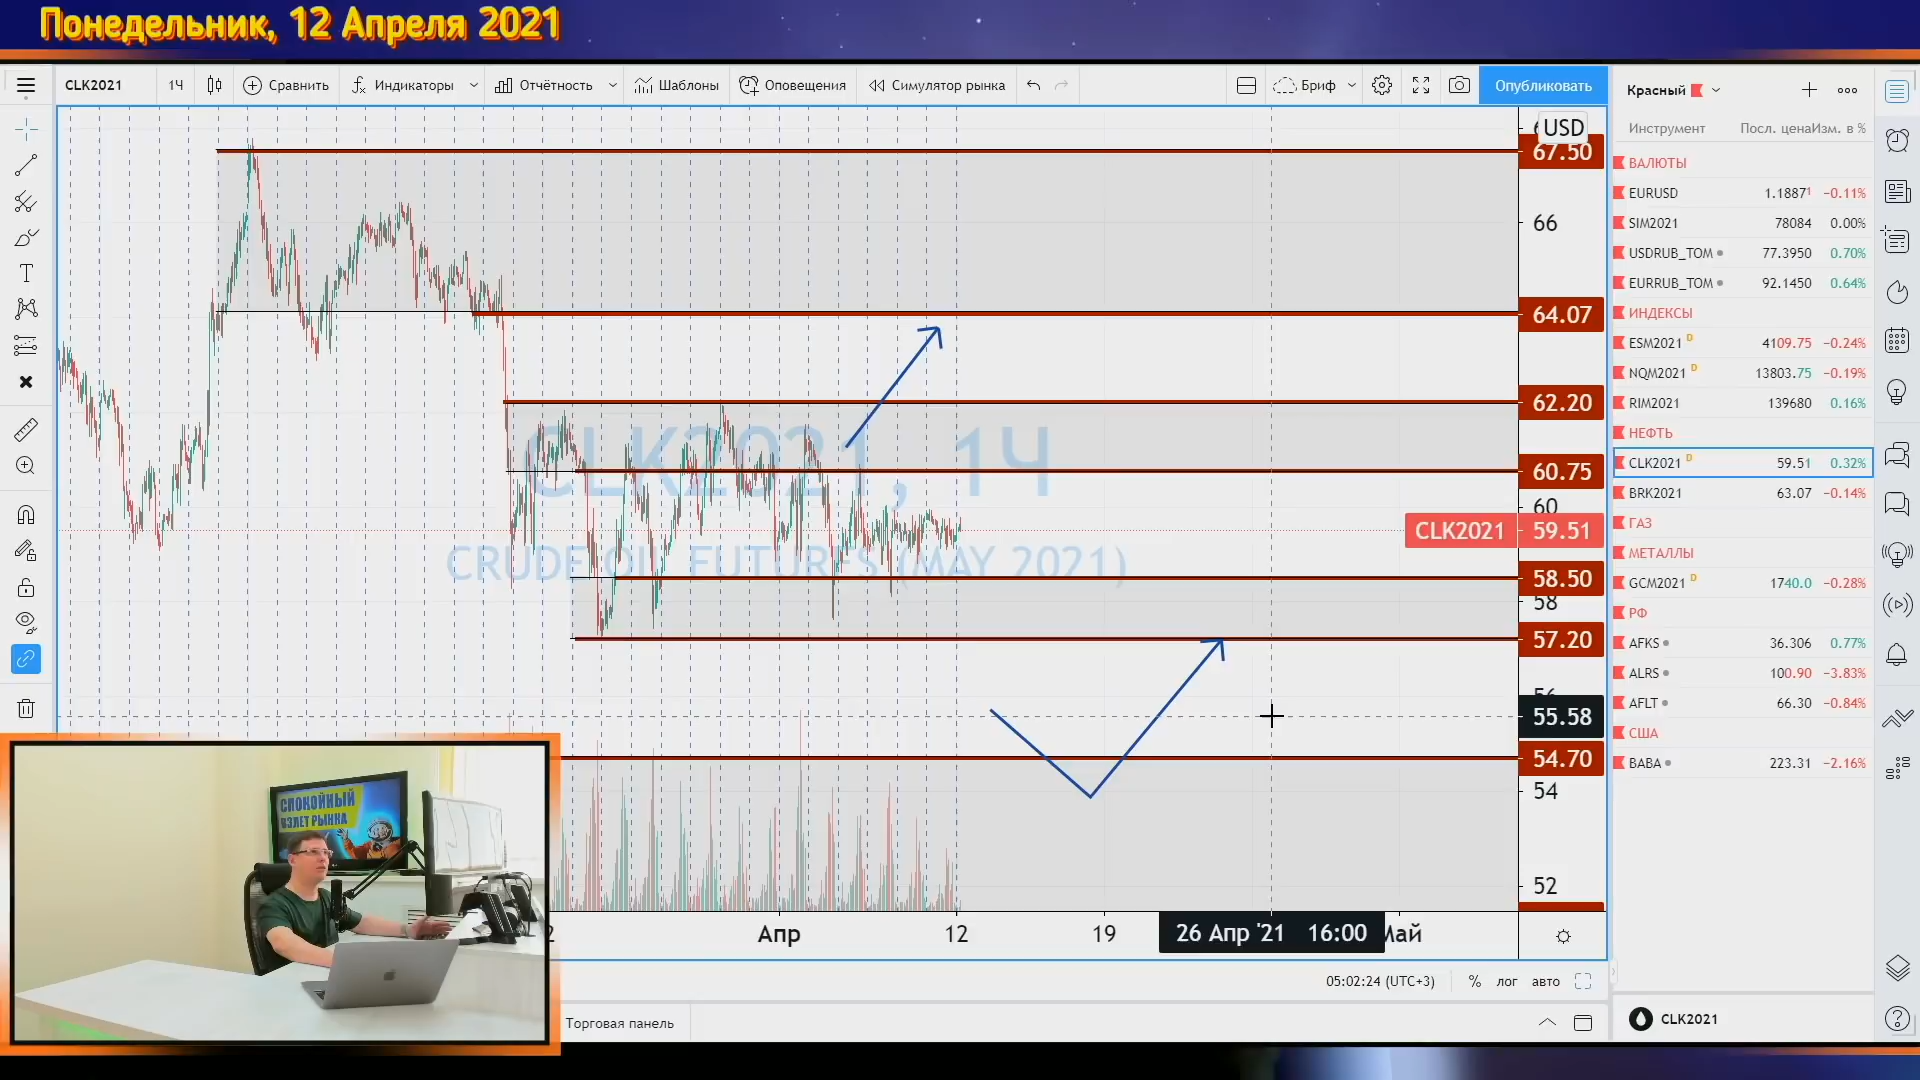 Понедельник, 12 Апреля 2021
CLK2021
1Ч
Сравнить
Индикаторы
Отчётность
Шаблоны
Оповещения
Симулятор рынка
Бриф
Опубликовать
Красный
Инструмент Посл. цена Изм. в %
ВАЛЮТЫ
EURUSD 1.18871 −0.11%
SIM2021 78084 0.00%
USDRUB_TOM 77.3950 0.70%
EURRUB_TOM 92.1450 0.64%
ИНДЕКСЫ
ESM2021 D 4109.75 −0.24%
NQM2021 D 13803.75 −0.19%
RIM2021 139680 0.16%
НЕФТЬ
CLK2021 D 59.51 0.32%
BRK2021 63.07 −0.14%
ГАЗ
МЕТАЛЛЫ
GCM2021 D 1740.0 −0.28%
РФ
AFKS 36.306 0.77%
ALRS 100.90 −3.83%
AFLT 66.30 −0.84%
США
BABA 223.31 −2.16%
CLK2021
USD
67.50
66
64.07
62.20
60.75
60
CLK2021 59.51
58.50
58
57.20
56
55.58
54.70
54
52
CLK2021, 1Ч
CRUDE OIL FUTURES (MAY 2021)
СПОКОЙНЫЙ
ВЗЛЕТ РЫНКА
Апр
12
19
26 Апр '21 16:00
Май
05:02:24 (UTC+3)
%
лог
авто
Торговая панель